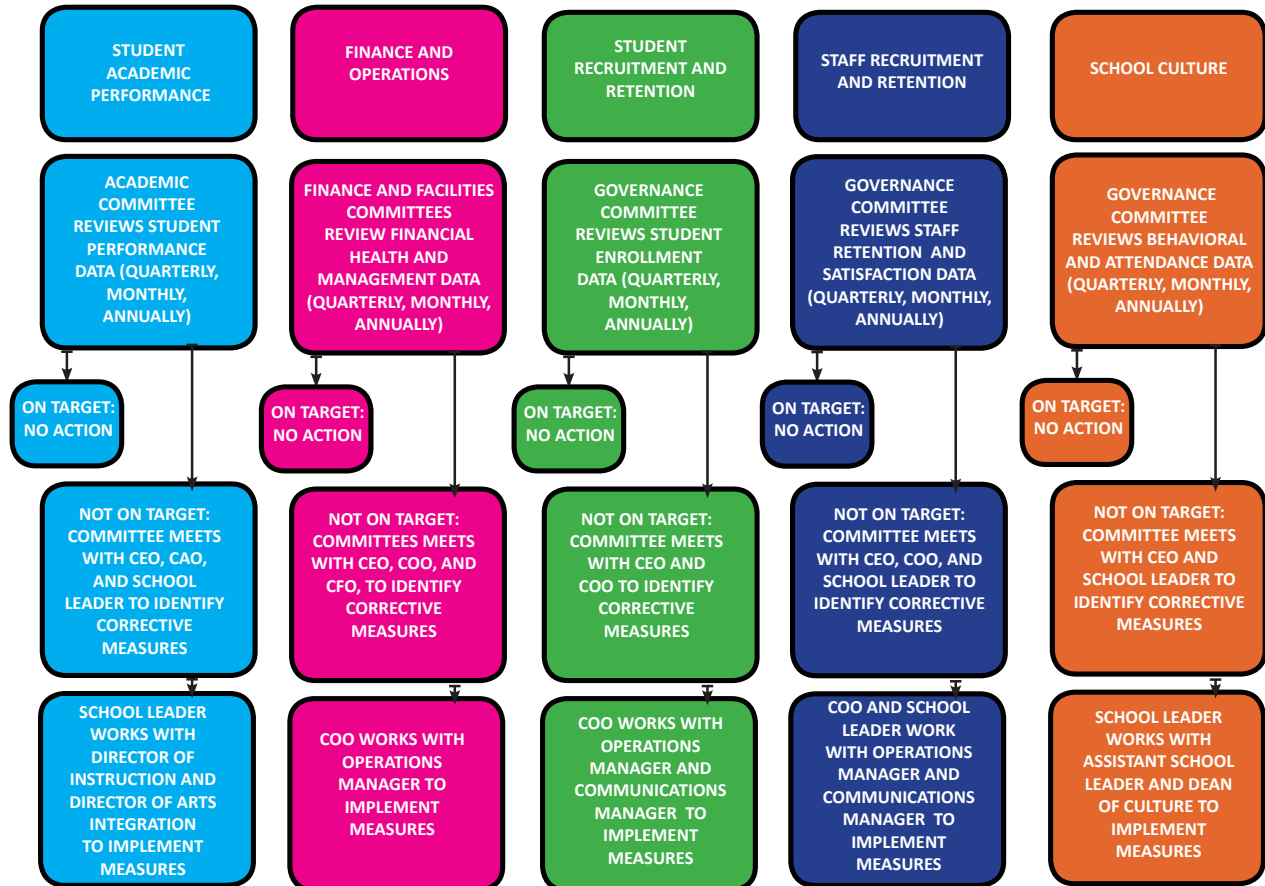 STUDENT
ACADEMIC
PERFORMANCE
FINANCE AND
OPERATIONS
STUDENT
RECRUITMENT AND
RETENTION
STAFF RECRUITMENT
AND RETENTION
SCHOOL CULTURE
ACADEMIC
COMMITTEE
REVIEWS STUDENT
PERFORMANCE
DATA (QUARTERLY,
MONTHLY,
ANNUALLY)
FINANCE AND FACILITIES
COMMITTEES
REVIEW FINANCIAL
HEALTH AND
MANAGEMENT DATA
(QUARTERLY, MONTHLY,
ANNUALLY)
GOVERNANCE
COMMITTEE
REVIEWS STUDENT
ENROLLMENT
DATA (QUARTERLY,
MONTHLY,
ANNUALLY)
GOVERNANCE
COMMITTEE
REVIEWS STAFF
RETENTION AND
SATISFACTION DATA
(QUARTERLY, MONTHLY,
ANNUALLY)
GOVERNANCE
COMMITTEE
REVIEWS BEHAVIORAL
AND ATTENDANCE DATA
(QUARTERLY, MONTHLY,
ANNUALLY)
ON TARGET:
NO ACTION
ON TARGET:
NO ACTION
ON TARGET:
NO ACTION
ON TARGET:
NO ACTION
ON TARGET:
NO ACTION
NOT ON TARGET:
COMMITTEE MEETS
WITH CEO, CAO,
AND SCHOOL
LEADER TO IDENTIFY
CORRECTIVE
MEASURES
NOT ON TARGET:
COMMITTEES MEETS
WITH CEO, COO, AND
CFO, TO IDENTIFY
CORRECTIVE
MEASURES
NOT ON TARGET:
COMMITTEE MEETS
WITH CEO AND
COO TO IDENTIFY
CORRECTIVE
MEASURES
NOT ON TARGET:
COMMITTEE MEETS
WITH CEO, COO, AND
SCHOOL LEADER TO
IDENTIFY CORRECTIVE
MEASURES
NOT ON TARGET:
COMMITTEE MEETS
WITH CEO AND
SCHOOL LEADER TO
IDENTIFY CORRECTIVE
MEASURES
SCHOOL LEADER
WORKS WITH
DIRECTOR OF
INSTRUCTION AND
DIRECTOR OF ARTS
INTEGRATION
TO IMPLEMENT
MEASURES
COO WORKS WITH
OPERATIONS
MANAGER TO
IMPLEMENT
MEASURES
COO WORKS WITH
OPERATIONS
MANAGER AND
COMMUNICATIONS
MANAGER TO
IMPLEMENT
MEASURES
COO AND SCHOOL
LEADER WORK
WITH OPERATIONS
MANAGER AND
COMMUNICATIONS
MANAGER TO
IMPLEMENT
MEASURES
SCHOOL LEADER
WORKS WITH
ASSISTANT SCHOOL
LEADER AND DEAN
OF CULTURE TO
IMPLEMENT
MEASURES